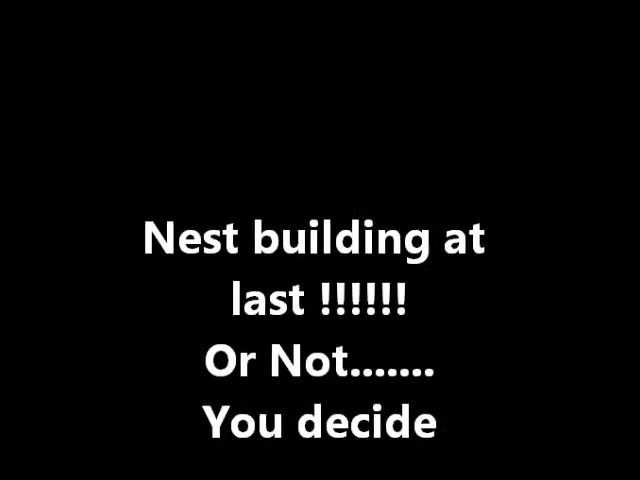 Nest building at
last !!!!!!
Or Not.......
You decide